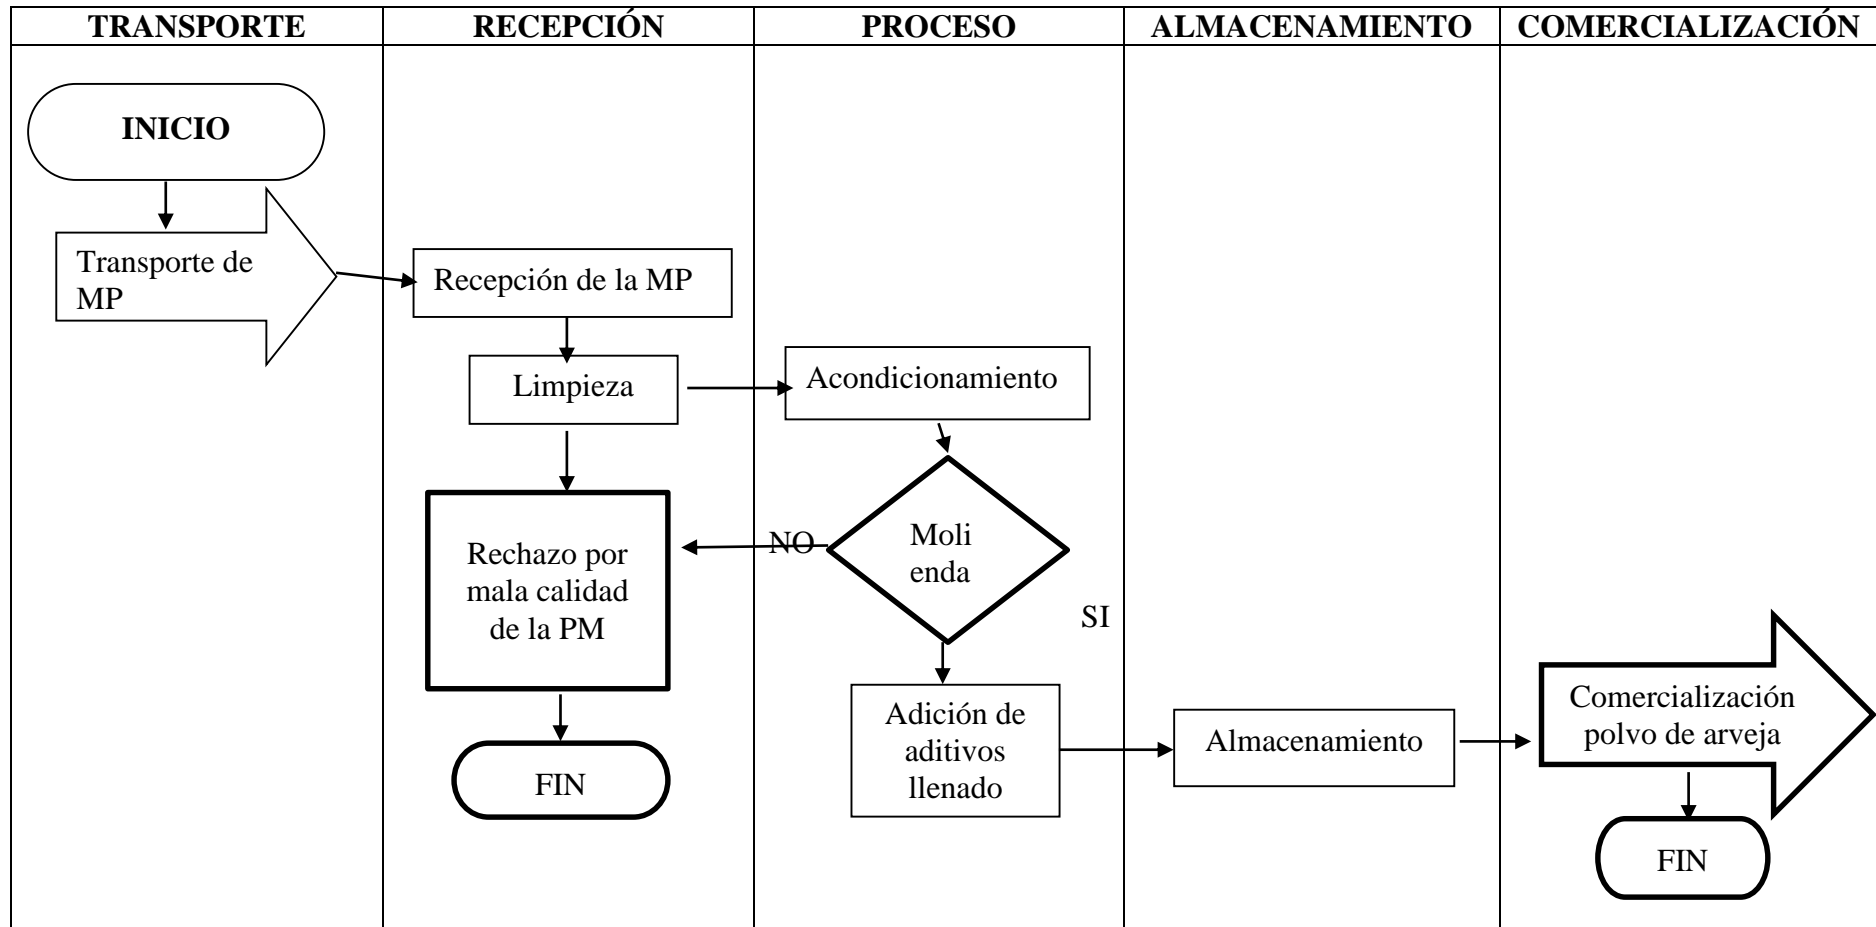 TRANSPORTE
RECEPCIÓN
PROCESO
ALMACENAMIENTO
COMERCIALIZACIÓN
INICIO
Transporte de
MP
Recepción de la MP
Limpieza
Acondicionamiento
Rechazo por
mala calidad
de la PM
NO
Moli
enda
SI
FIN
Adición de
aditivos
llenado
Almacenamiento
Comercialización
polvo de arveja
FIN